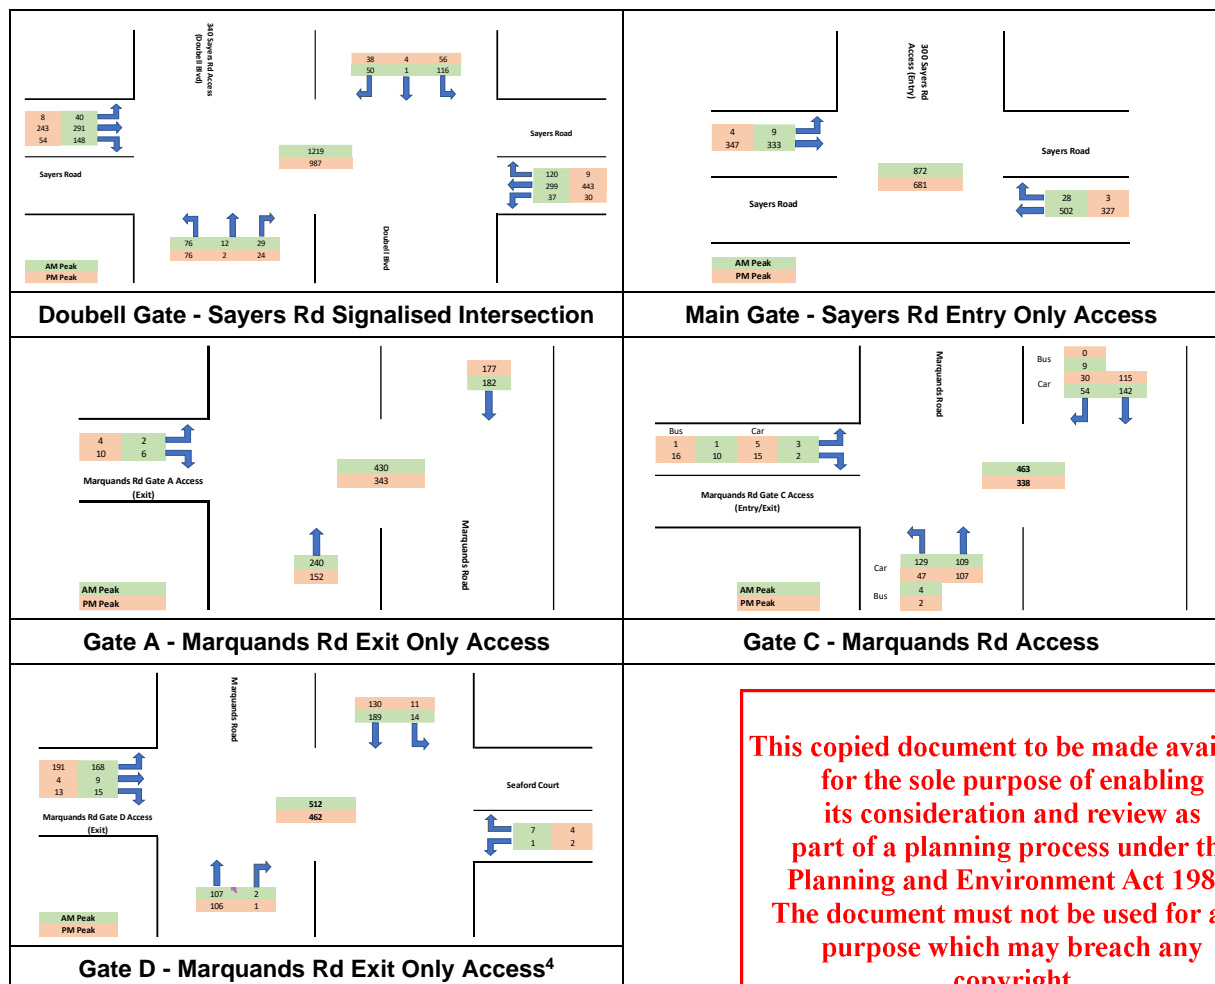 340 Sayers Rd Access
(Doubell Blvd)
38 4 56
50 1 116
8 40
243 291
54 148
Sayers Road
1219
987
Sayers Road
120 9
299 443
37 30
76 12 29
76 2 24
Doubell Blvd
AM Peak
PM Peak
Doubell Gate - Sayers Rd Signalised Intersection
300 Sayers Rd
Access (Entry)
4 9
347 333
Sayers Road
872
681
Sayers Road
28 3
502 327
AM Peak
PM Peak
Main Gate - Sayers Rd Entry Only Access
177
182
4 2
10 6
Marquands Rd Gate A Access
(Exit)
430
343
240
152
Marquands Road
AM Peak
PM Peak
Gate A - Marquands Rd Exit Only Access
Marquands Road
Bus 0
9
Car 30 115
54 142
Bus Car
1 1 5 3
16 10 15 2
Marquands Rd Gate C Access
(Entry/Exit)
463
338
Car 129 109
47 107
Bus 4
2
AM Peak
PM Peak
Gate C - Marquands Rd Access
Marquands Road
130 11
189 14
191 168
4 9
13 15
Marquands Rd Gate D Access
(Exit)
512
462
Seaford Court
7 4
1 2
107 2
106 1
AM Peak
PM Peak
Gate D - Marquands Rd Exit Only Access⁴
This copied document to be made avai
for the sole purpose of enabling
its consideration and review as
part of a planning process under th
Planning and Environment Act 198
The document must not be used for a
purpose which may breach any
copyright